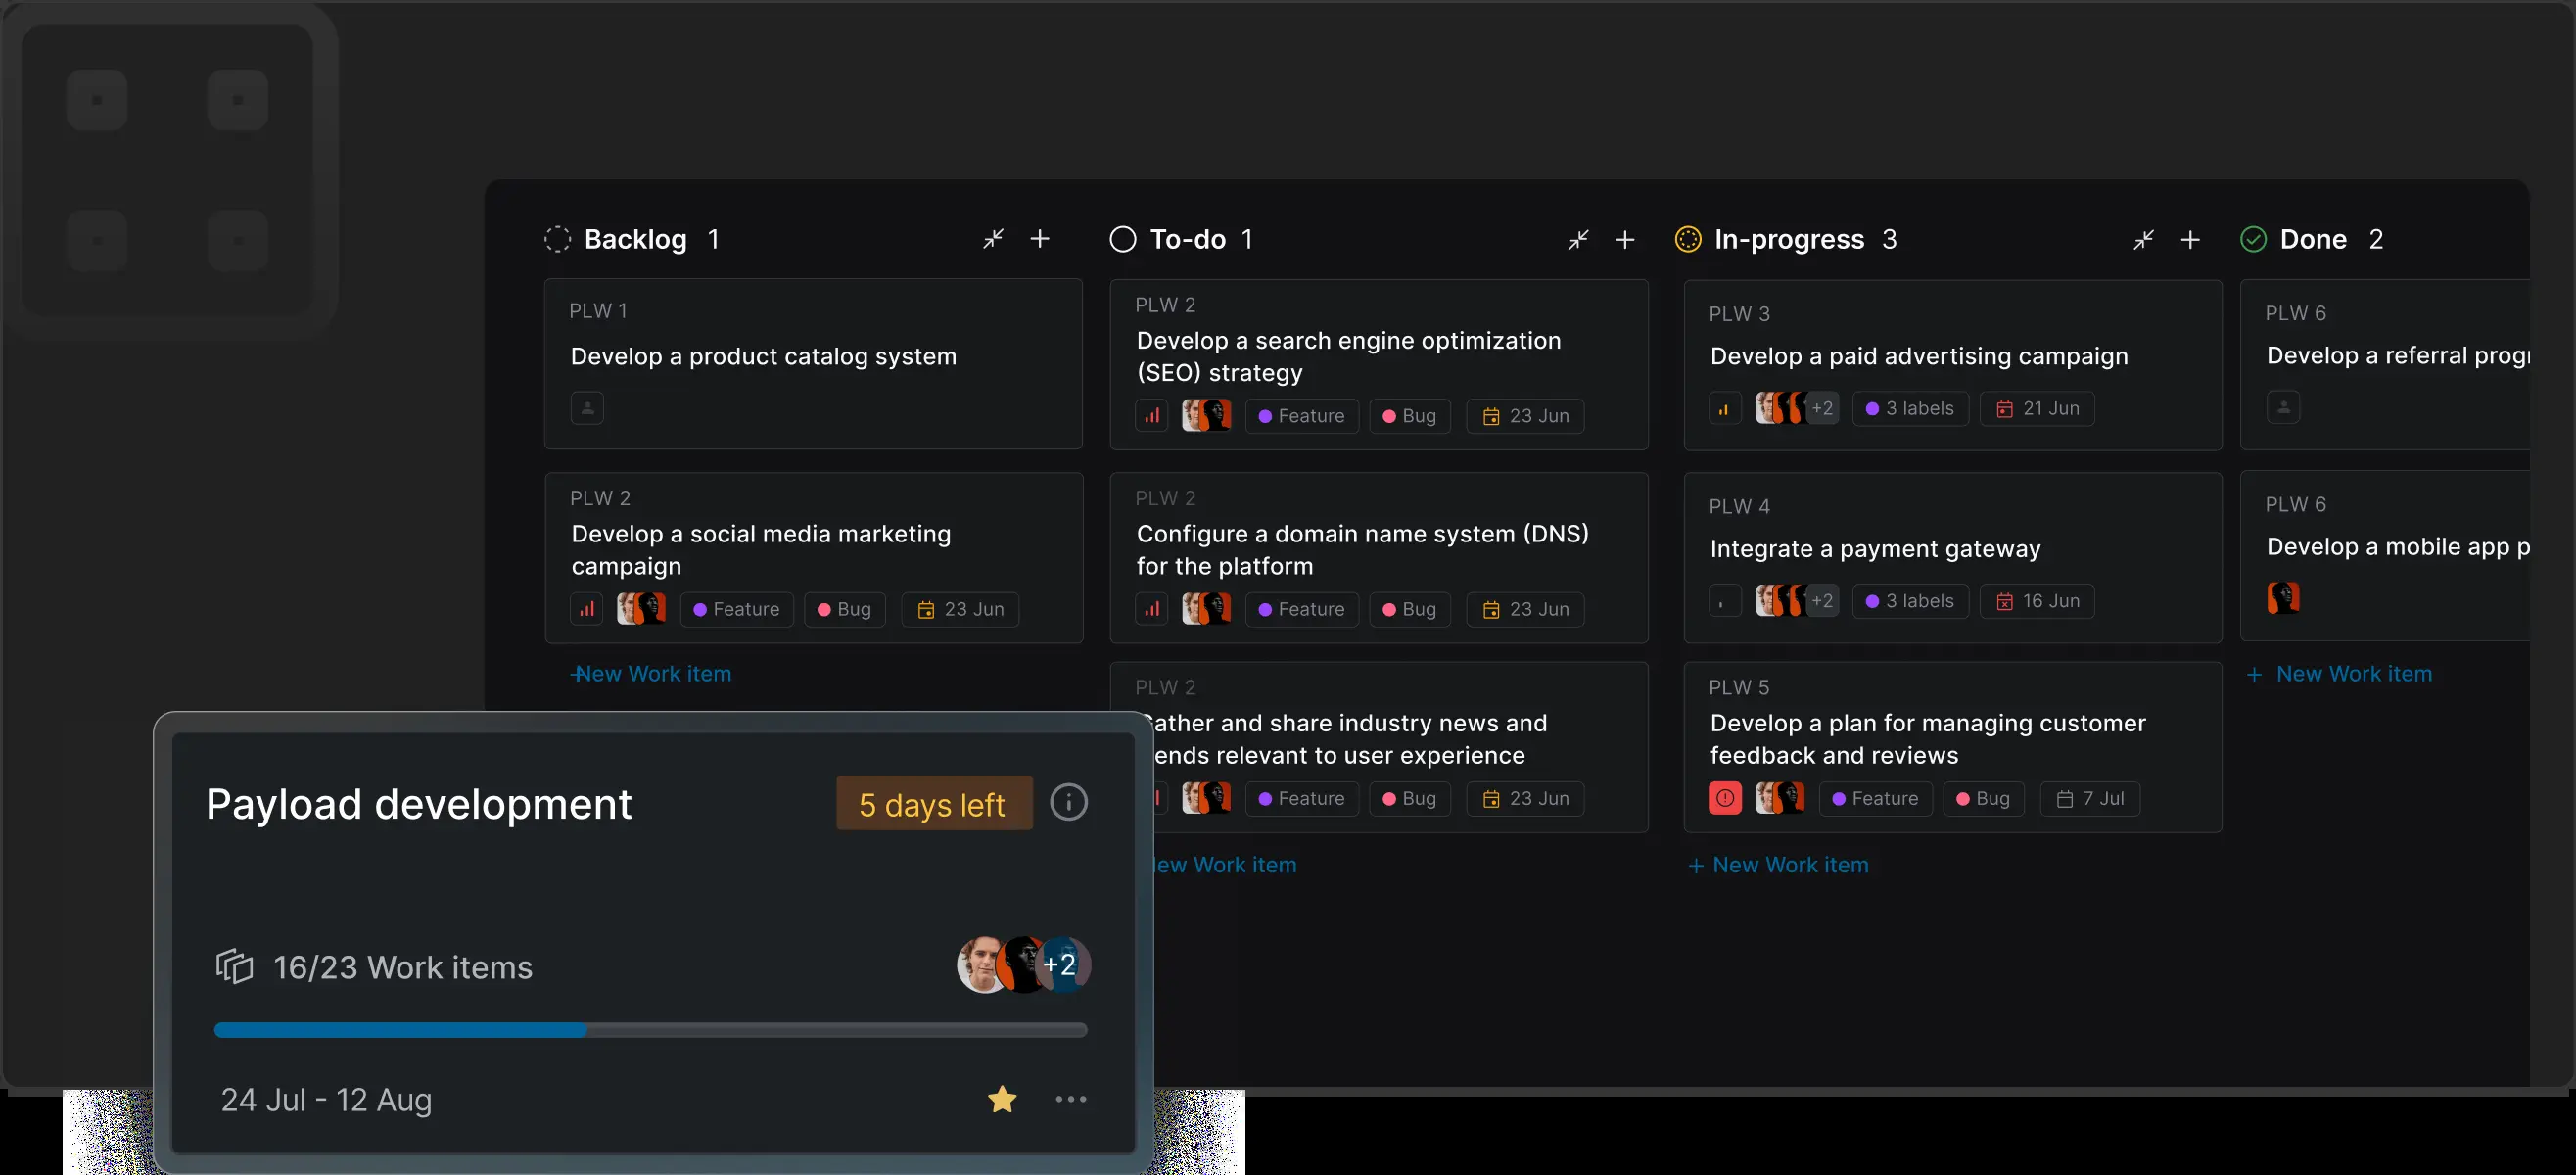 Backlog 1
PLW 1
Develop a product catalog system
PLW 2
Develop a social media marketing
campaign
Feature Bug 23 Jun
New Work item
To-do 1
PLW 2
Develop a search engine optimization
(SEO) strategy
Feature Bug 23 Jun
PLW 2
Configure a domain name system (DNS)
for the platform
Feature Bug 23 Jun
PLW 2
ather and share industry news and
ends relevant to user experience
Feature Bug 23 Jun
ew Work item
In-progress 3
PLW 3
Develop a paid advertising campaign
+2 3 labels 21 Jun
PLW 4
Integrate a payment gateway
+2 3 labels 16 Jun
PLW 5
Develop a plan for managing customer
feedback and reviews
Feature Bug 7 Jul
+ New Work item
Done 2
PLW 6
Develop a referral progr
PLW 6
Develop a mobile app p
+ New Work item
Payload development
5 days left
16/23 Work items
+2
24 Jul - 12 Aug